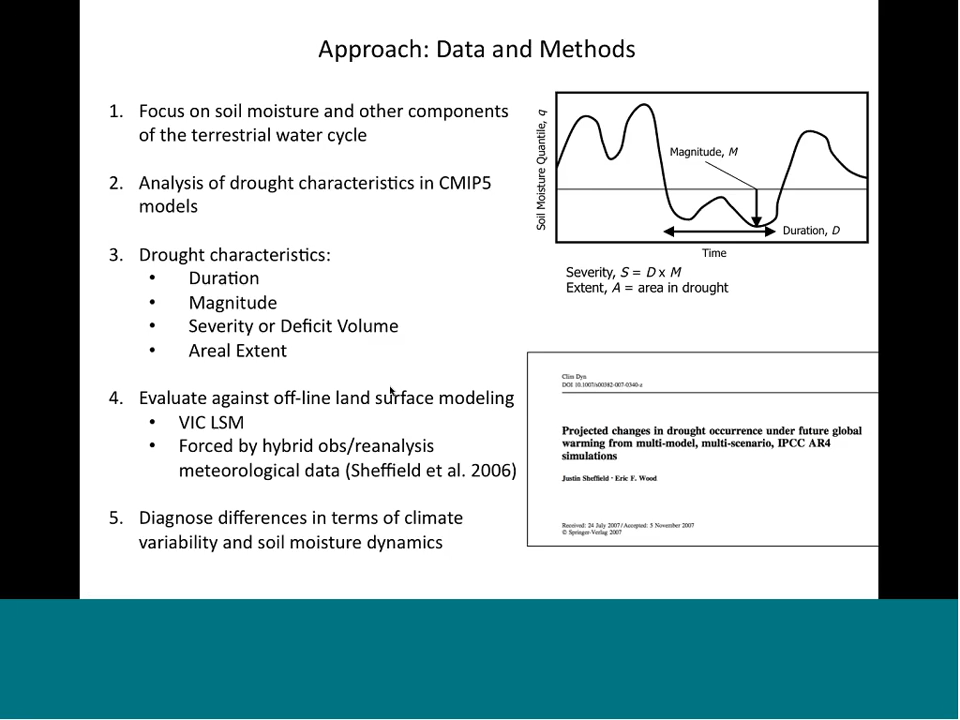 Approach: Data and Methods
1. Focus on soil moisture and other components
of the terrestrial water cycle
2. Analysis of drought characteristics in CMIP5
models
3. Drought characteristics:
• Duration
• Magnitude
• Severity or Deficit Volume
• Areal Extent
4. Evaluate against off-line land surface modeling
• VIC LSM
• Forced by hybrid obs/reanalysis
meteorological data (Sheffield et al. 2006)
5. Diagnose differences in terms of climate
variability and soil moisture dynamics
Soil Moisture Quantile, q
Magnitude, M
Duration, D
Time
Severity, S = D x M
Extent, A = area in drought
Clim Dyn
DOI 10.1007/s00382-007-0340-z
Projected changes in drought occurrence under future global
warming from multi-model, multi-scenario, IPCC AR4
simulations
Justin Sheffield · Eric F. Wood
Received: 24 July 2007 / Accepted: 5 November 2007
© Springer-Verlag 2007